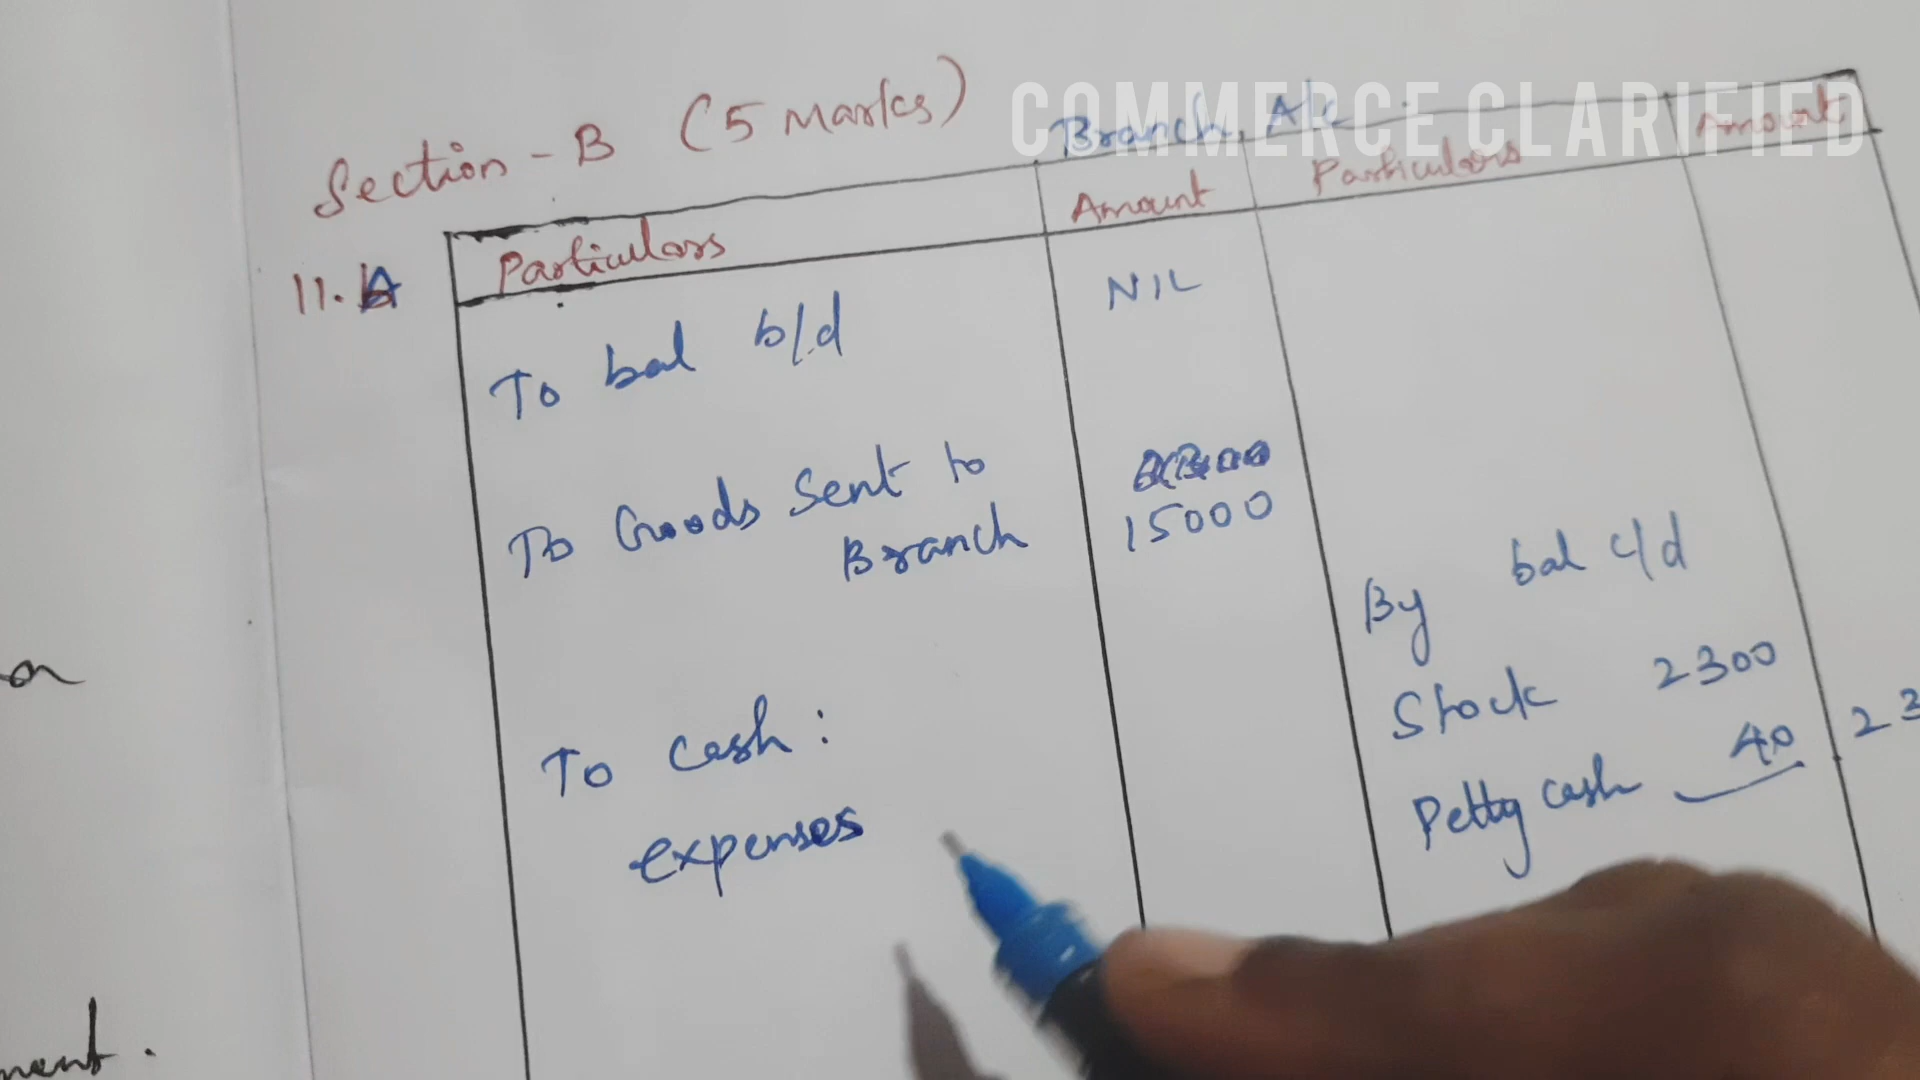 COMMERCE CLARIFIED
Section - B (5 marks)
Branch A/c
11. A
Particulars Amount Particulars Amount
To bal b/d NIL
To Goods Sent to
Branch 15000
By bal c/d
Stock 2300
Petty cash 40 23
To Cash :
expenses